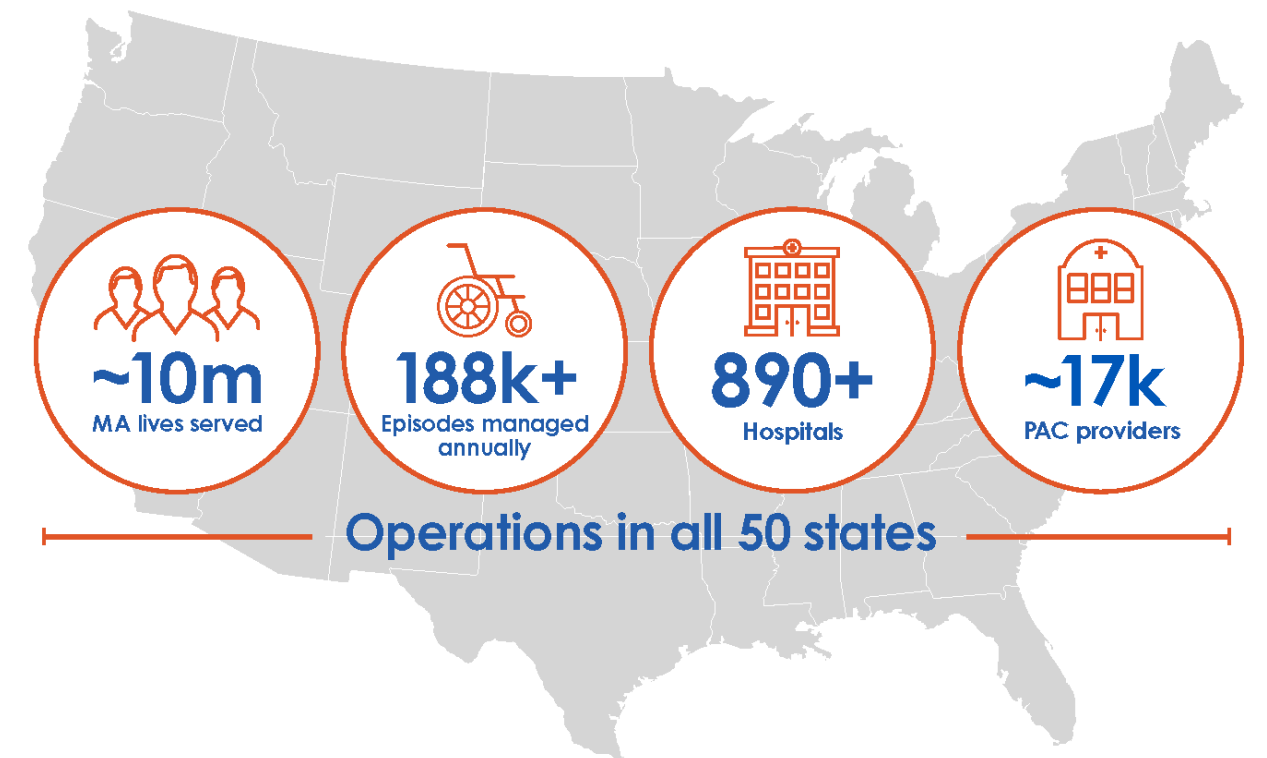 ~10m
MA lives served
188k+
Episodes managed
annually
890+
Hospitals
~17k
PAC providers
Operations in all 50 states